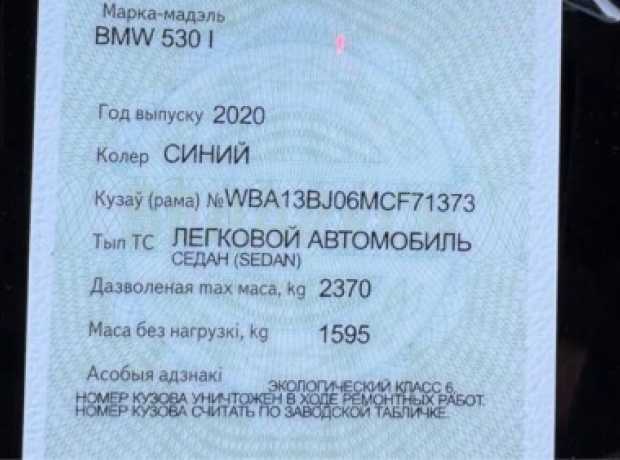 Марка-мадэль
BMW 530 I
Год выпуску 2020
Колер СИНИЙ
Кузаў (рама) №WBA13BJ06MCF71373
Тып ТС ЛЕГКОВОЙ АВТОМОБИЛЬ
СЕДАН (SEDAN)
Дазволеная max маса, kg 2370
Маса без нагрузкі, kg 1595
Асобыя адзнакі
ЭКОЛОГИЧЕСКИЙ КЛАСС 6,
НОМЕР КУЗОВА УНИЧТОЖЕН В ХОДЕ РЕМОНТНЫХ РАБОТ.
НОМЕР КУЗОВА СЧИТАТЬ ПО ЗАВОДСКОЙ ТАБЛИЧКЕ.